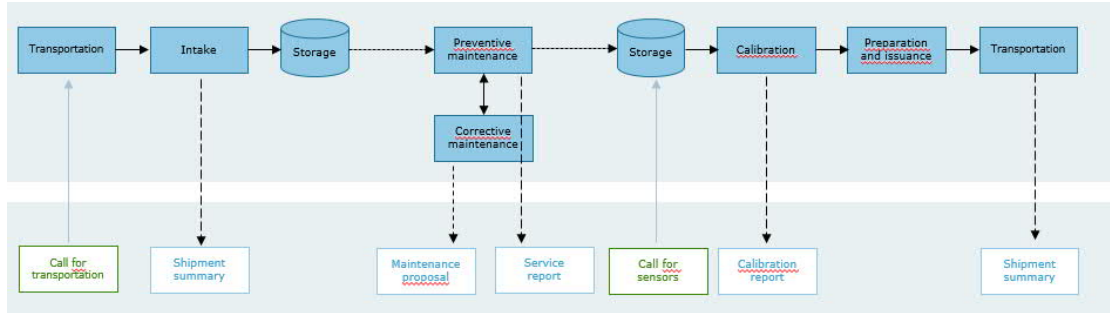 Transportation
Intake
Storage
Preventive
maintenance
Storage
Calibration
Preparation
and issuance
Transportation
Corrective
maintenance
Call for
transportation
Shipment
summary
Maintenance
proposal
Service
report
Call for
sensors
Calibration
report
Shipment
summary